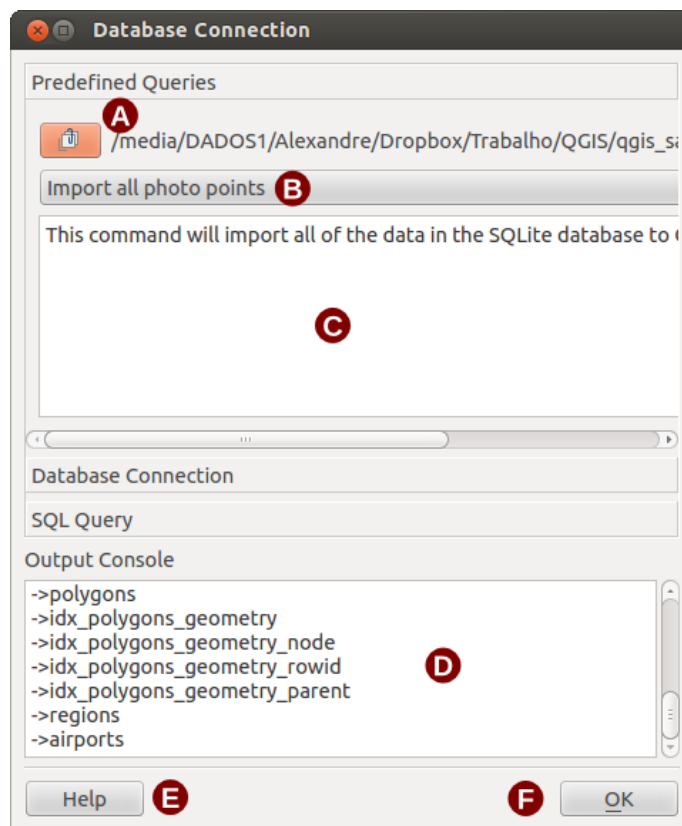 Database Connection
Predefined Queries
A
/media/DADOS1/Alexandre/Dropbox/Trabalho/QGIS/qgis_sa
Import all photo points B
This command will import all of the data in the SQLite database to
C
Database Connection
SQL Query
Output Console
->polygons
->idx_polygons_geometry
->idx_polygons_geometry_node
->idx_polygons_geometry_rowid
->idx_polygons_geometry_parent
->regions
->airports
D
Help E F OK